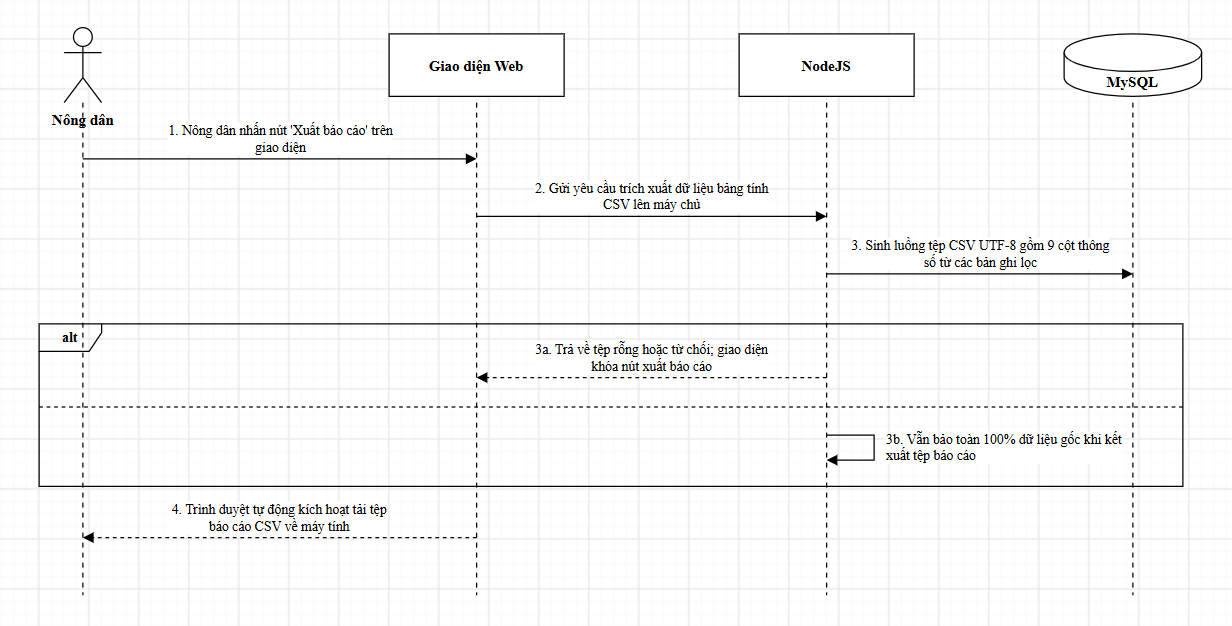 Giao diện Web
NodeJS
MySQL
Nông dân
1. Nông dân nhấn nút 'Xuất báo cáo' trên
giao diện
2. Gửi yêu cầu trích xuất dữ liệu bảng tính
CSV lên máy chủ
3. Sinh luồng tệp CSV UTF-8 gồm 9 cột thông
số từ các bản ghi lọc
alt
3a. Trả về tệp rỗng hoặc từ chối; giao diện
khóa nút xuất báo cáo
3b. Vẫn bảo toàn 100% dữ liệu gốc khi kết
xuất tệp báo cáo
4. Trình duyệt tự động kích hoạt tải tệp
báo cáo CSV về máy tính